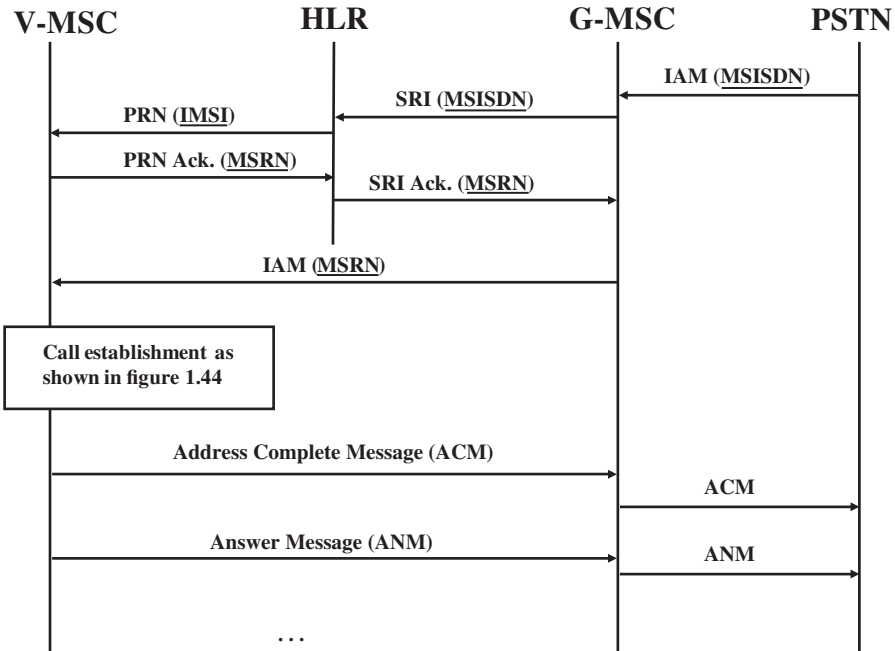 V-MSC HLR G-MSC PSTN
IAM (MSISDN)
SRI (MSISDN)
PRN (IMSI)
PRN Ack. (MSRN)
SRI Ack. (MSRN)
IAM (MSRN)
Call establishment as
shown in figure 1.44
Address Complete Message (ACM)
ACM
Answer Message (ANM)
ANM
...